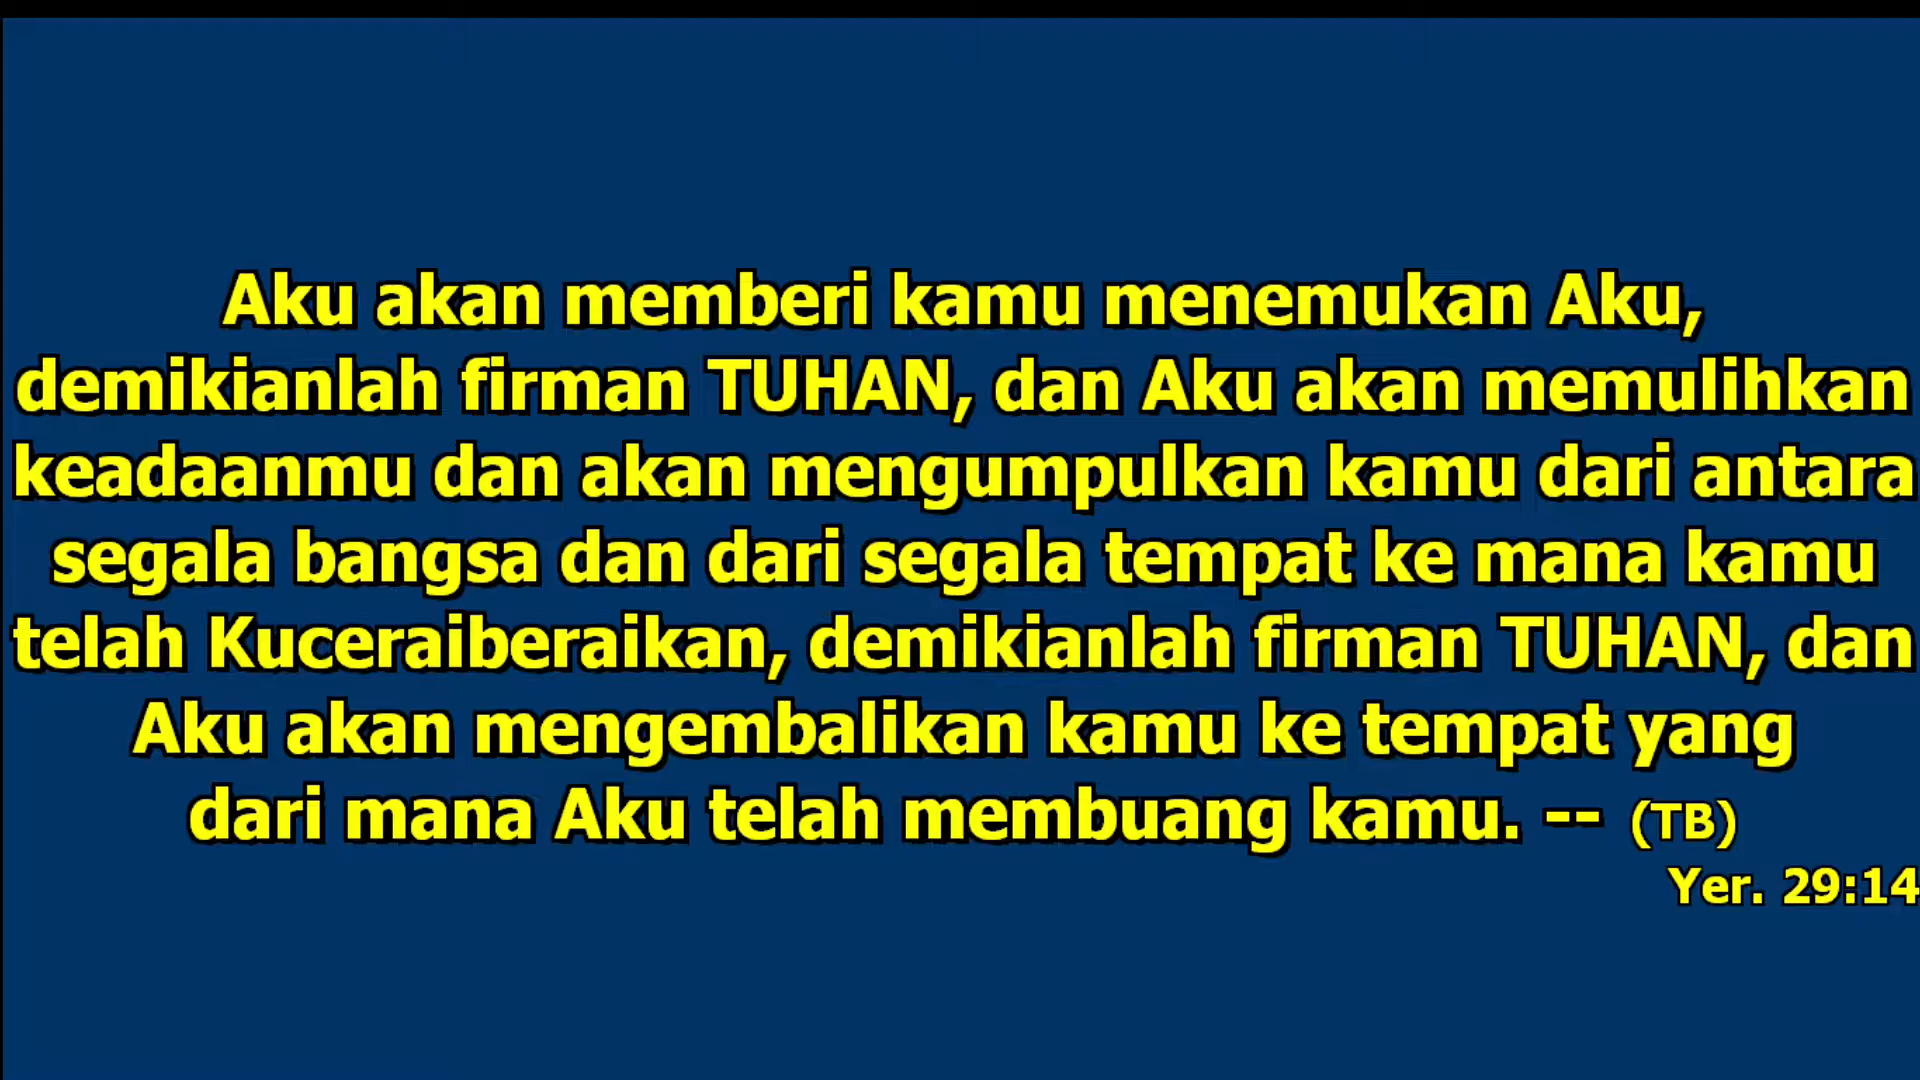 Aku akan memberi kamu menemukan Aku,
demikianlah firman TUHAN, dan Aku akan memulihkan
keadaanmu dan akan mengumpulkan kamu dari antara
segala bangsa dan dari segala tempat ke mana kamu
telah Kuceraiberaikan, demikianlah firman TUHAN, dan
Aku akan mengembalikan kamu ke tempat yang
dari mana Aku telah membuang kamu. -- (TB)
Yer. 29:14